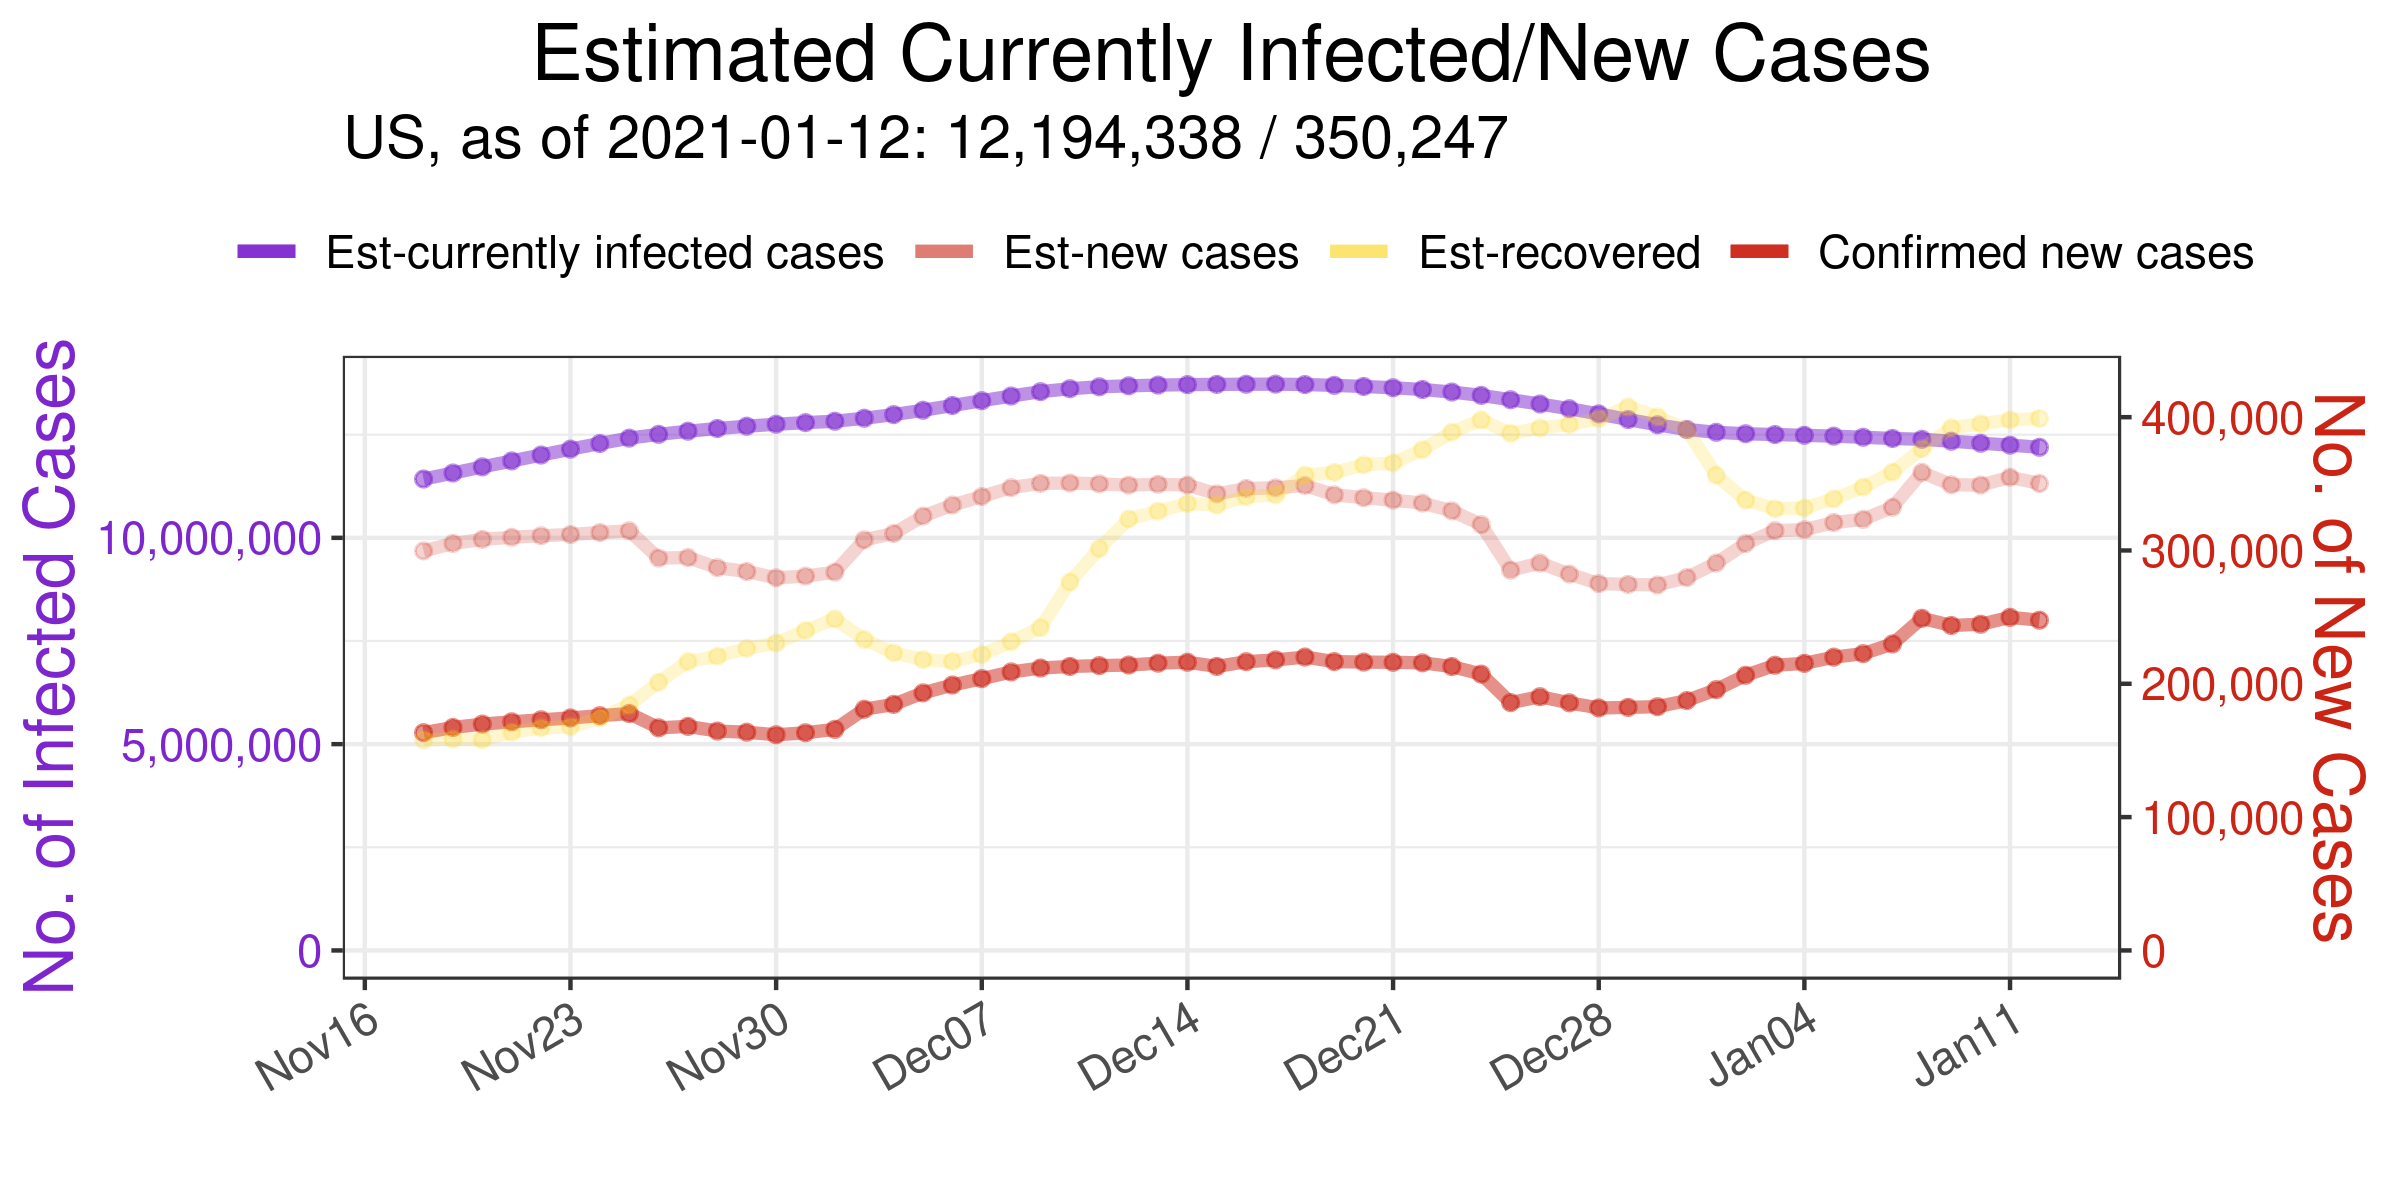 Estimated Currently Infected/New Cases
US, as of 2021-01-12: 12,194,338 / 350,247
Est-currently infected cases Est-new cases Est-recovered Confirmed new cases
No. of Infected Cases
10,000,000
5,000,000
0
400,000
300,000
200,000
100,000
0
No. of New Cases
Nov16 Nov23 Nov30 Dec07 Dec14 Dec21 Dec28 Jan04 Jan11